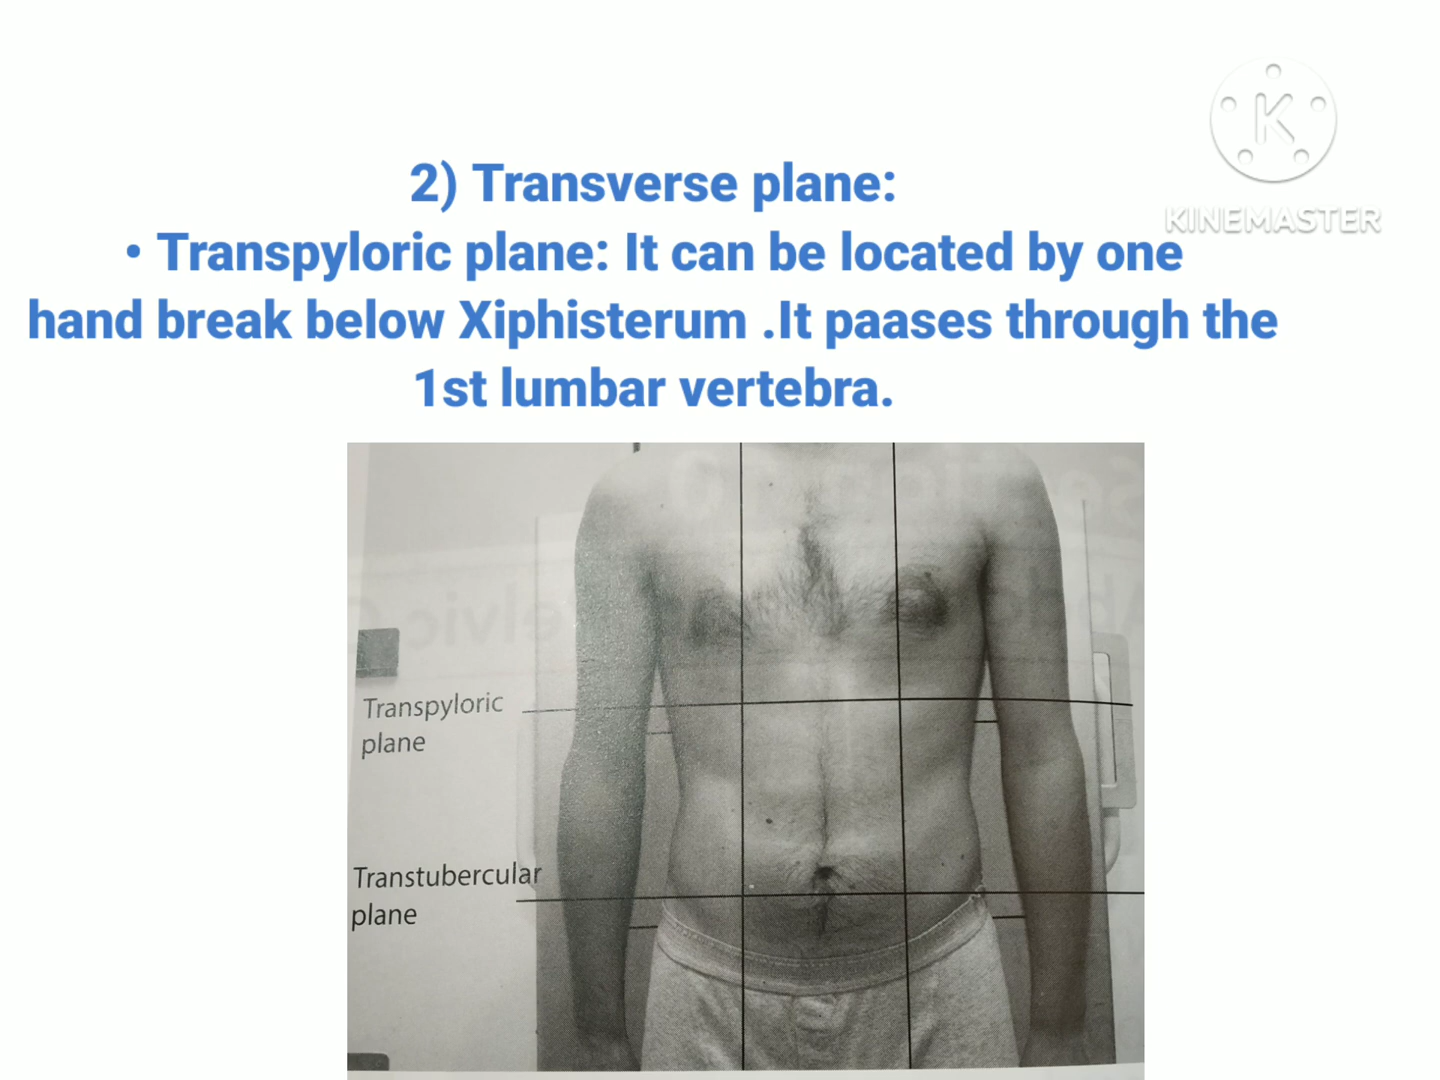 2) Transverse plane:
• Transpyloric plane: It can be located by one
hand break below Xiphisterum .It paases through the
1st lumbar vertebra.
K
KINEMASTER
Transpyloric
plane
Transtubercular
plane